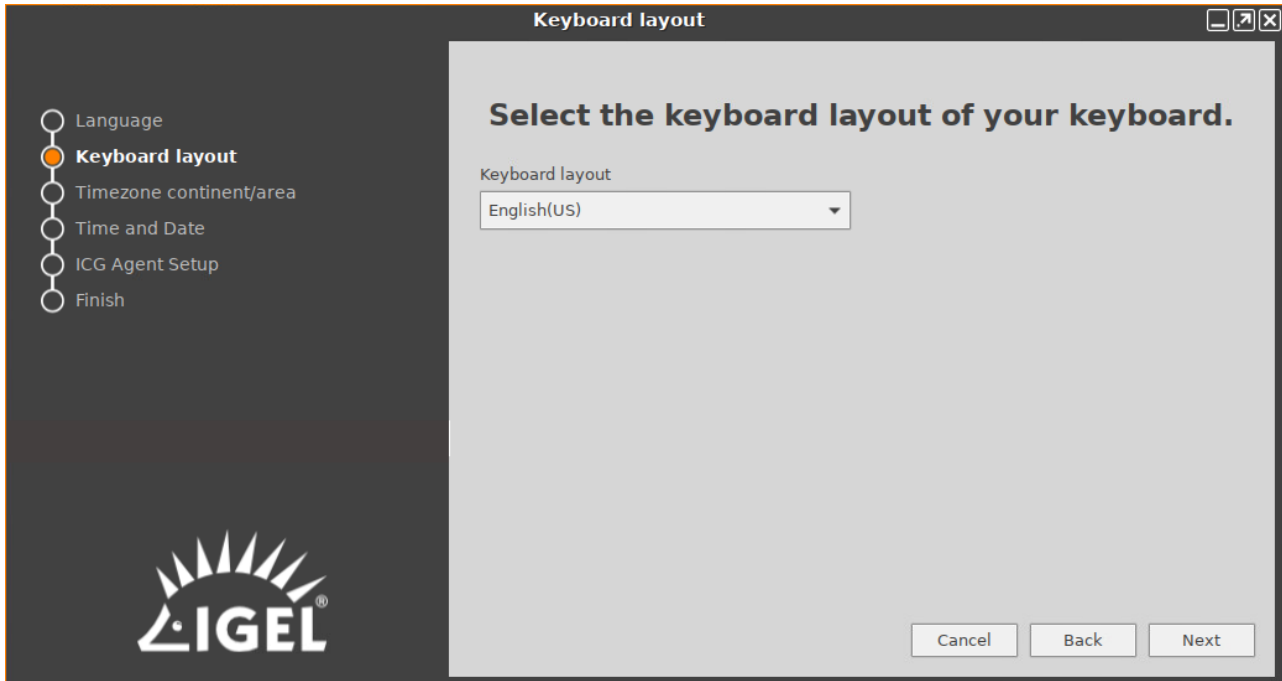 Keyboard layout
Language
Keyboard layout
Timezone continent/area
Time and Date
ICG Agent Setup
Finish
IGEL®
Select the keyboard layout of your keyboard.
Keyboard layout
English(US)
Cancel Back Next